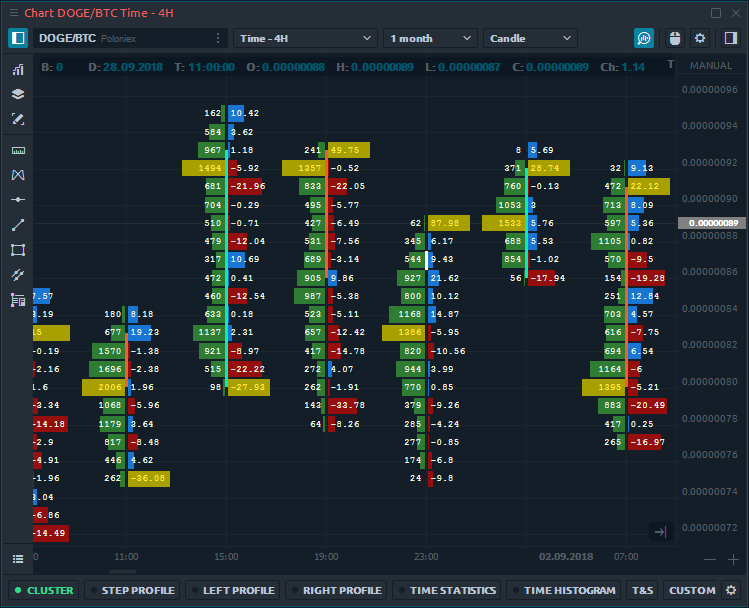 Chart DOGE/BTC Time - 4H
DOGE/BTC Poloniex Time - 4H 1 month Candle
B: 0 D: 28.09.2018 T: 11:00:00 O: 0.00000088 H: 0.00000089 L: 0.00000087 C: 0.00000089 Ch: 1.14 T MANUAL
0.00000096
162 10.42
584 3.62 0.00000094
967 1.18 241 49.75 8 5.69
1494 -5.92 1357 -0.52 371 28.74 32 9.13 0.00000092
681 -21.96 833 -22.05 760 -0.13 472 22.12
704 -0.29 495 -5.77 1053 3 713 8.09 0.00000090
510 -0.71 427 -6.49 62 87.98 1533 5.76 597 5.36 0.00000089
479 -12.04 531 -7.56 345 6.17 688 5.53 1105 0.82 0.00000088
317 10.69 689 -3.14 544 9.43 854 -1.02 570 -9.5
472 0.41 905 9.86 927 21.62 56 -17.94 154 -19.28 0.00000086
7.57 460 -12.54 987 -5.38 800 10.12 251 12.84
3.19 180 8.18 633 0.18 523 -5.11 1168 14.87 703 4.57 0.00000084
677 19.23 1137 2.31 657 -12.42 1386 -5.95 616 -7.75
-0.19 1570 -1.38 921 -8.97 417 -14.78 820 -10.56 694 6.54 0.00000082
-2.16 1696 -2.38 515 -22.22 272 4.07 944 3.99 1164 -6
1.6 2006 1.96 98 -27.93 262 -1.91 770 0.85 1395 -5.21 0.00000080
-3.34 1068 -5.96 143 -33.78 379 -9.26 883 -20.49
-14.18 1179 3.64 64 -8.26 285 -4.24 417 0.25 0.00000078
-2.9 817 -8.48 277 -0.85 265 -16.97
-4.91 446 4.62 174 -6.8 0.00000076
-1.96 262 -36.08 24 -9.8
3.04 0.00000074
-6.86
-14.49 0.00000072
0 11:00 15:00 19:00 23:00 02.09.2018 07:00
CLUSTER STEP PROFILE LEFT PROFILE RIGHT PROFILE TIME STATISTICS TIME HISTOGRAM T&S CUSTOM